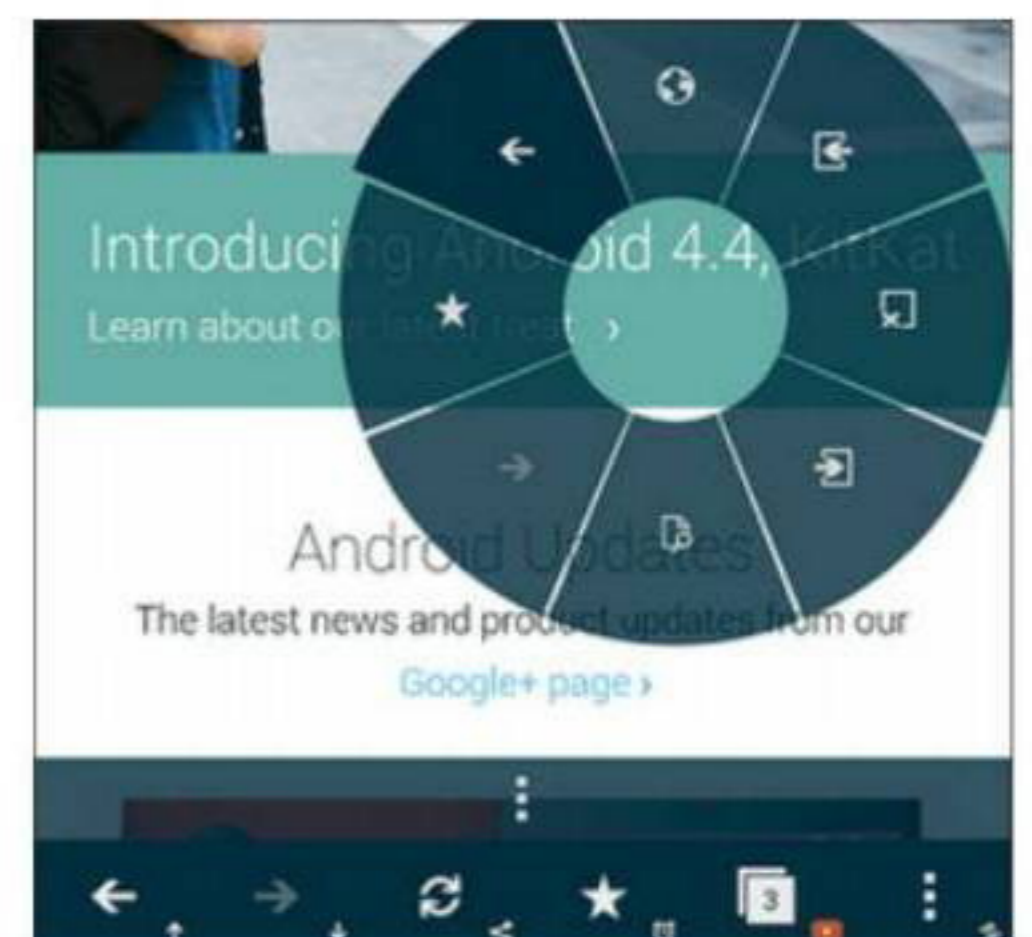 Introducing Android 4.4, KitKat
Learn about our latest treat ›
Android Updates
The latest news and product updates from our
Google+ page ›
3